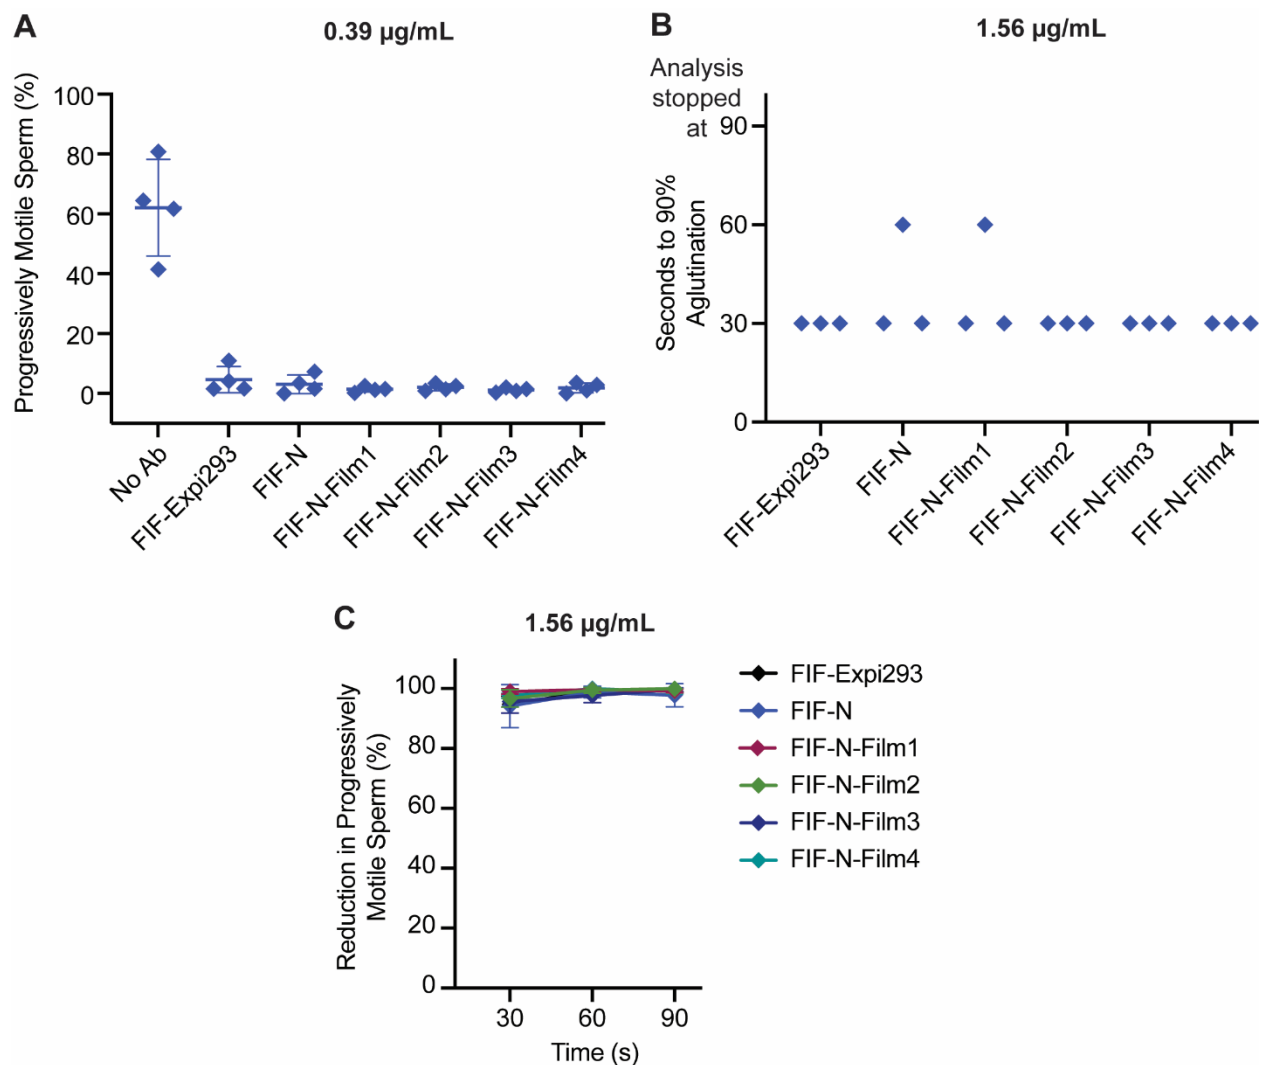 A
0.39 µg/mL
Progressively Motile Sperm (%)
100
80
60
40
20
0
No Ab
FIF-Expi293
FIF-N
FIF-N-Film1
FIF-N-Film2
FIF-N-Film3
FIF-N-Film4
B
1.56 µg/mL
Analysis
stopped
at
90
60
30
0
Seconds to 90%
Aglutination
FIF-Expi293
FIF-N
FIF-N-Film1
FIF-N-Film2
FIF-N-Film3
FIF-N-Film4
C
1.56 µg/mL
Reduction in Progressively
Motile Sperm (%)
100
80
60
40
20
0
30
60
90
Time (s)
FIF-Expi293
FIF-N
FIF-N-Film1
FIF-N-Film2
FIF-N-Film3
FIF-N-Film4